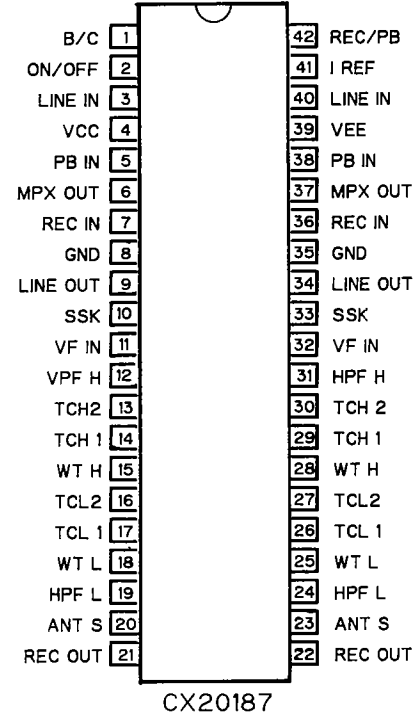 B/C 1 42 REC/PB
ON/OFF 2 41 I REF
LINE IN 3 40 LINE IN
VCC 4 39 VEE
PB IN 5 38 PB IN
MPX OUT 6 37 MPX OUT
REC IN 7 36 REC IN
GND 8 35 GND
LINE OUT 9 34 LINE OUT
SSK 10 33 SSK
VF IN 11 32 VF IN
VPF H 12 31 HPF H
TCH2 13 30 TCH 2
TCH 1 14 29 TCH 1
WT H 15 28 WT H
TCL2 16 27 TCL2
TCL 1 17 26 TCL 1
WT L 18 25 WT L
HPF L 19 24 HPF L
ANT S 20 23 ANT S
REC OUT 21 22 REC OUT
CX20187